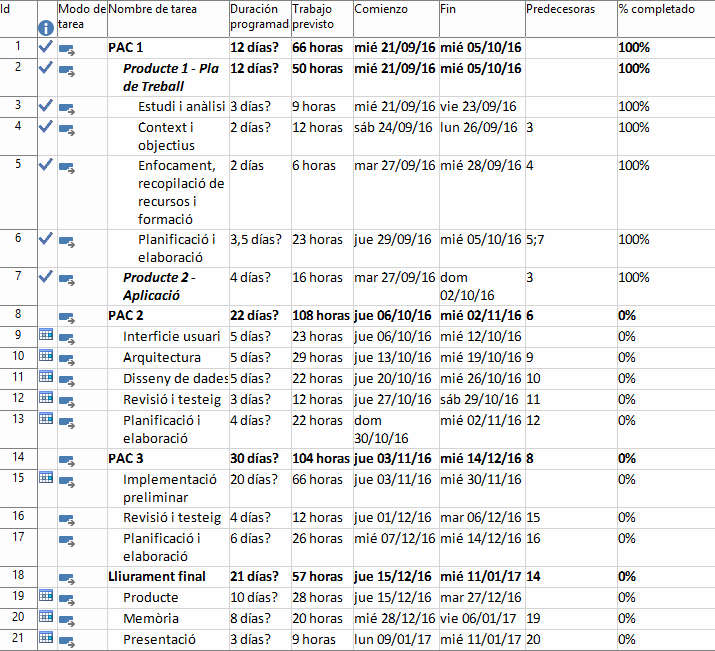 Id Modo de tarea Nombre de tarea Duración programad Trabajo previsto Comienzo Fin Predecesoras % completado
1 PAC 1 12 días? 66 horas mié 21/09/16 mié 05/10/16 100%
2 Producte 1 - Pla de Treball 12 días? 50 horas mié 21/09/16 mié 05/10/16 100%
3 Estudi i anàlisi 3 días? 9 horas mié 21/09/16 vie 23/09/16 100%
4 Context i objectius 2 días? 12 horas sáb 24/09/16 lun 26/09/16 3 100%
5 Enfocament, recopilació de recursos i formació 2 días 6 horas mar 27/09/16 mié 28/09/16 4 100%
6 Planificació i elaboració 3,5 días? 23 horas jue 29/09/16 mié 05/10/16 5;7 100%
7 Producte 2 - Aplicació 4 días? 16 horas mar 27/09/16 dom 02/10/16 3 100%
8 PAC 2 22 días? 108 horas jue 06/10/16 mié 02/11/16 6 0%
9 Interficie usuari 5 días? 23 horas jue 06/10/16 mié 12/10/16 0%
10 Arquitectura 5 días? 29 horas jue 13/10/16 mié 19/10/16 9 0%
11 Disseny de dades 5 días? 22 horas jue 20/10/16 mié 26/10/16 10 0%
12 Revisió i testeig 3 días? 12 horas jue 27/10/16 sáb 29/10/16 11 0%
13 Planificació i elaboració 4 días? 22 horas dom 30/10/16 mié 02/11/16 12 0%
14 PAC 3 30 días? 104 horas jue 03/11/16 mié 14/12/16 8 0%
15 Implementació preliminar 20 días? 66 horas jue 03/11/16 mié 30/11/16 0%
16 Revisió i testeig 4 días? 12 horas jue 01/12/16 mar 06/12/16 15 0%
17 Planificació i elaboració 6 días? 26 horas mié 07/12/16 mié 14/12/16 16 0%
18 Lliurament final 21 días? 57 horas jue 15/12/16 mié 11/01/17 14 0%
19 Producte 10 días? 28 horas jue 15/12/16 mar 27/12/16 0%
20 Memòria 8 días? 20 horas mié 28/12/16 vie 06/01/17 19 0%
21 Presentació 3 días? 9 horas lun 09/01/17 mié 11/01/17 20 0%